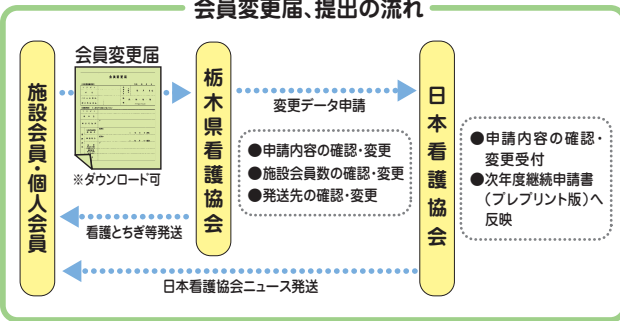 会員変更届、提出の流れ
会員変更届
施設会員・個人会員
※ダウンロード可
栃木県看護協会
変更データ申請
●申請内容の確認・変更
●施設会員数の確認・変更
●発送先の確認・変更
日本看護協会
●申請内容の確認・
変更受付
●次年度継続申請書
（プレプリント版）へ
反映
看護とちぎ等発送
日本看護協会ニュース発送